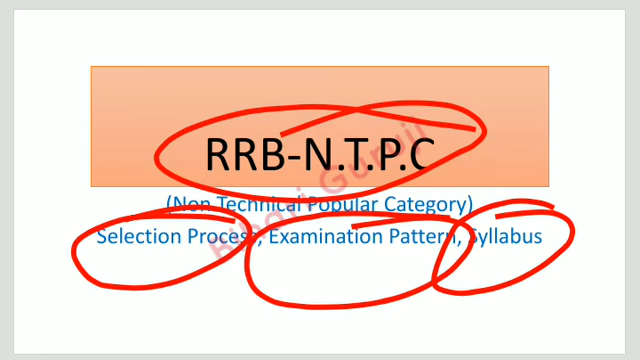 RRB-N.T.P.C
(Non Technical Popular Category)
Selection Process, Examination Pattern, Syllabus